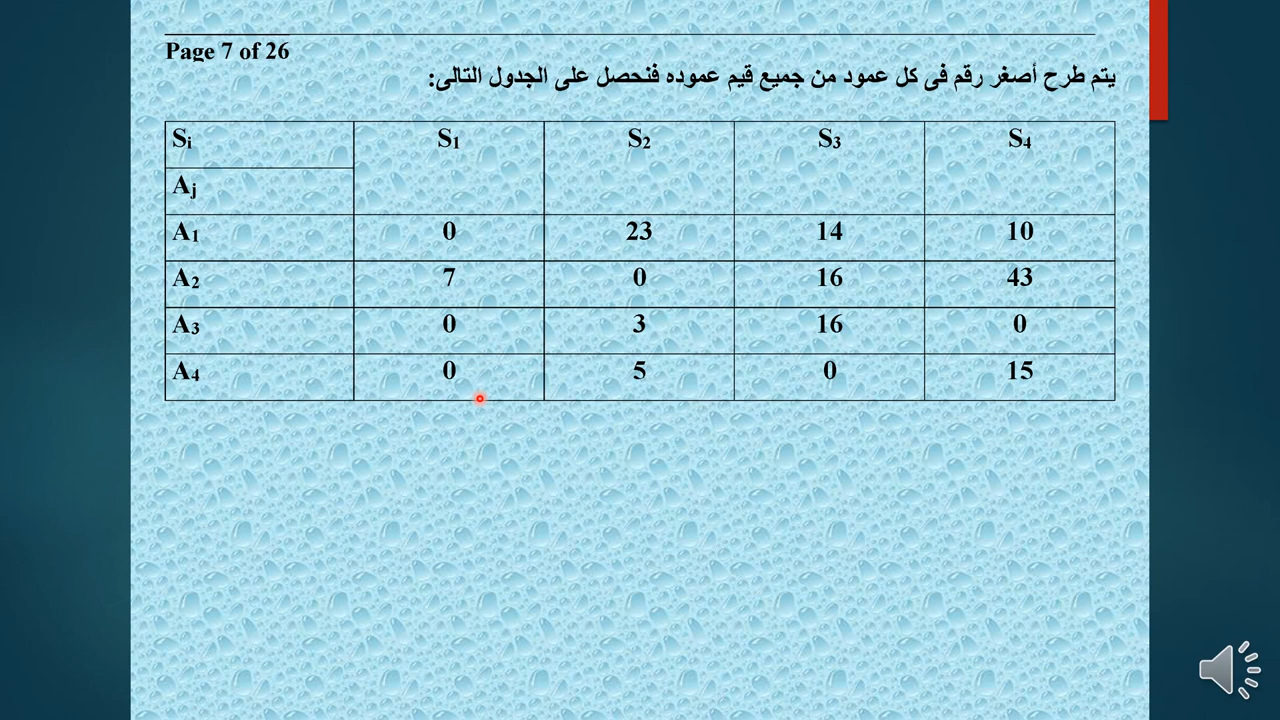 Page 7 of 26
يتم طرح أصغر رقم فى كل عمود من جميع قيم عموده فنحصل على الجدول التالى:
Si S1 S2 S3 S4
Aj
A1 0 23 14 10
A2 7 0 16 43
A3 0 3 16 0
A4 0 5 0 15